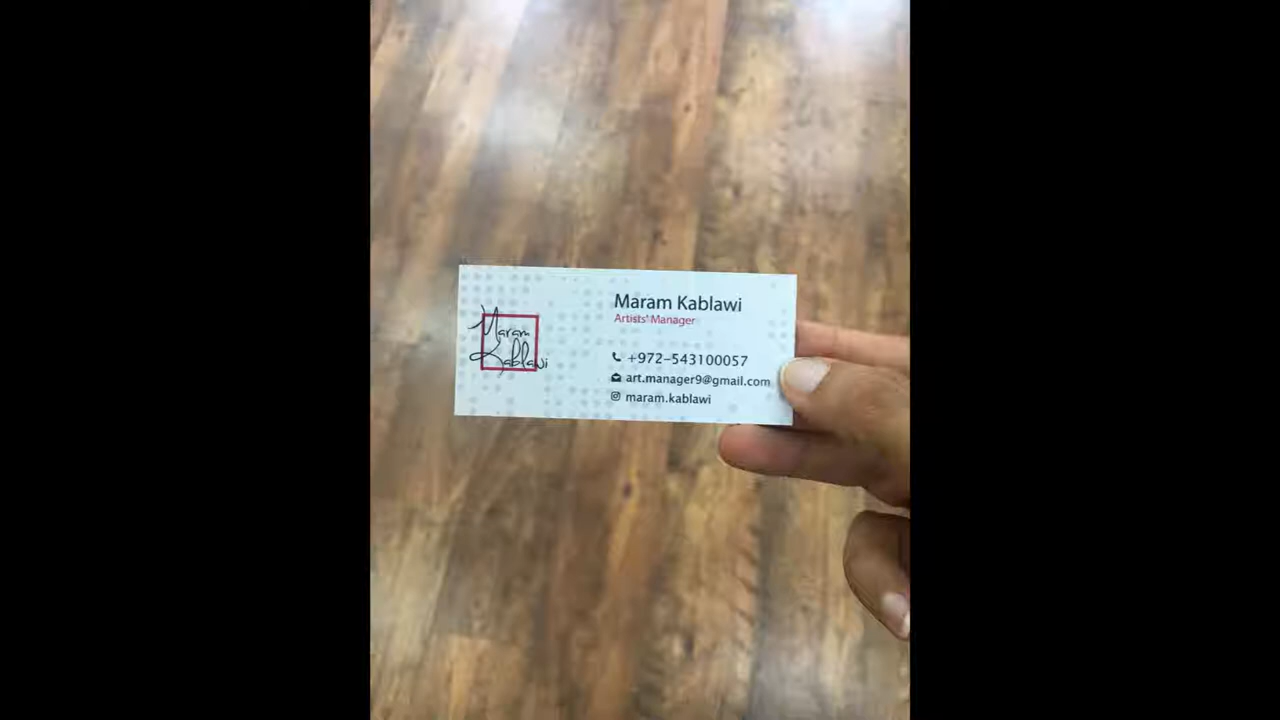 Maram
Kablawi
Maram Kablawi
Artists' Manager
+972-543100057
art.manager9@gmail.com
maram.kablawi